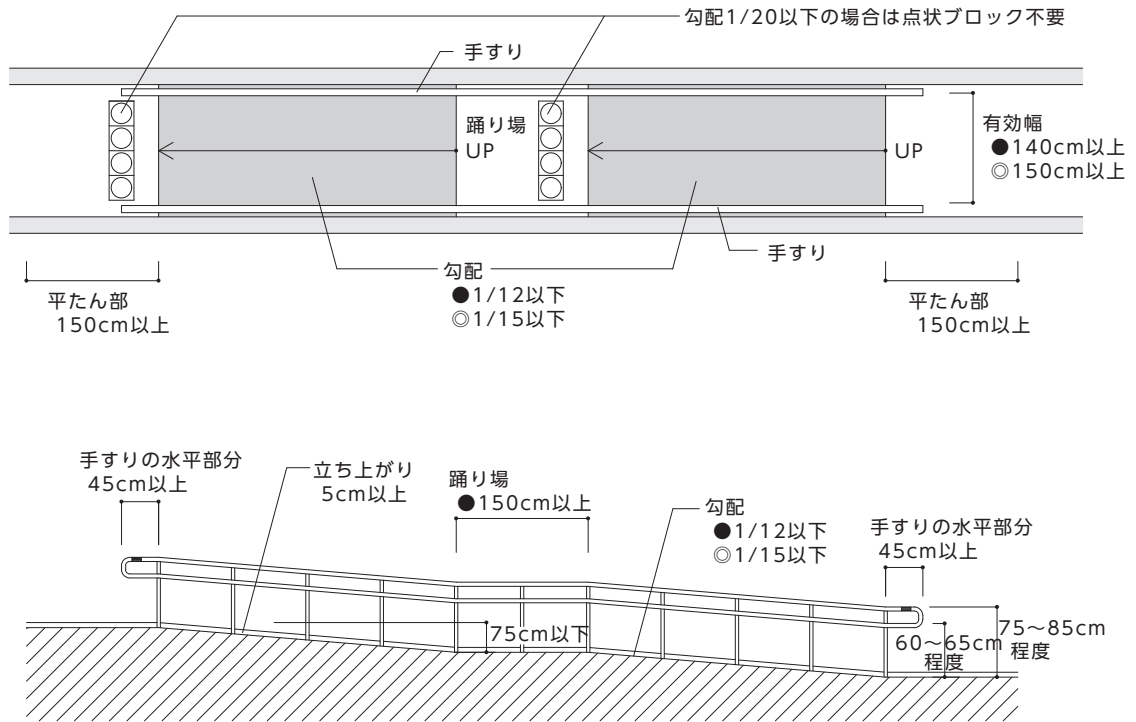 勾配1/20以下の場合は点状ブロック不要
手すり
踊り場
UP
UP
有効幅
●140cm以上
◎150cm以上
手すり
勾配
●1/12以下
◎1/15以下
平たん部
150cm以上
平たん部
150cm以上
手すりの水平部分
45cm以上
立ち上がり
5cm以上
踊り場
●150cm以上
勾配
●1/12以下
◎1/15以下
手すりの水平部分
45cm以上
75cm以下
60～65cm
程度
75～85cm
程度